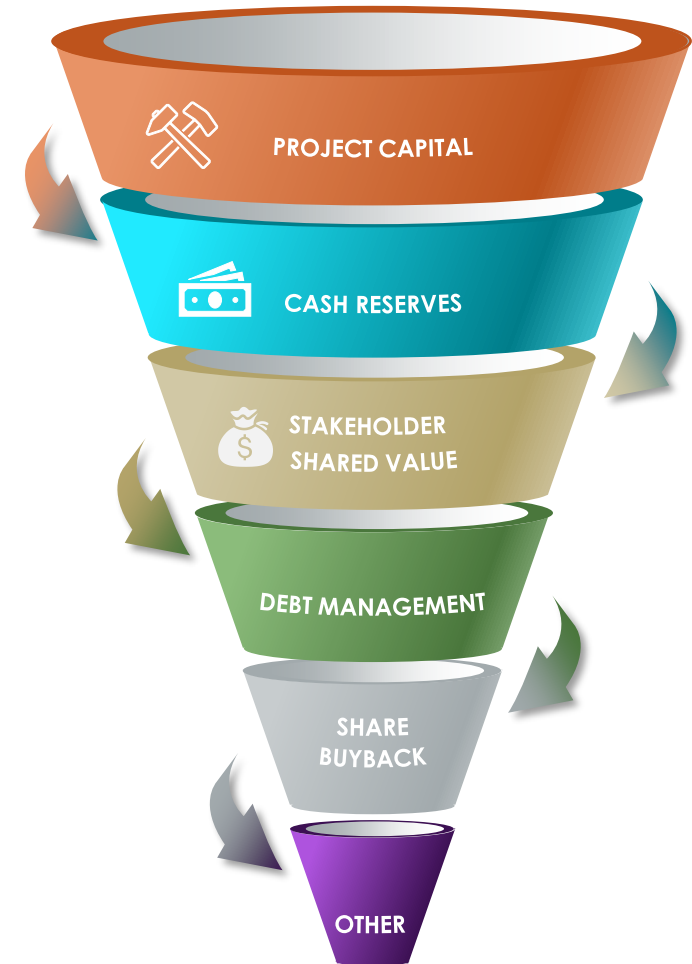 PROJECT CAPITAL
CASH RESERVES
STAKEHOLDER
SHARED VALUE
$
DEBT MANAGEMENT
SHARE
BUYBACK
OTHER